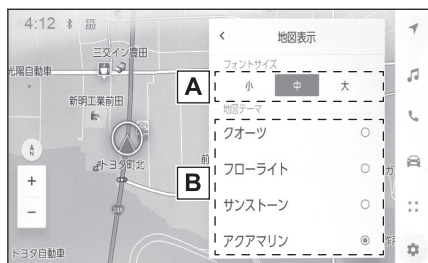 4:12
三交イン豊田
光陽自動車
新明工業前田
トヨタ町北
前
248
トヨタ自動車
N
+
−
A
B
地図表示
フォントサイズ
小 中 大
地図テーマ
クオーツ
フローライト
サンストーン
アクアマリン